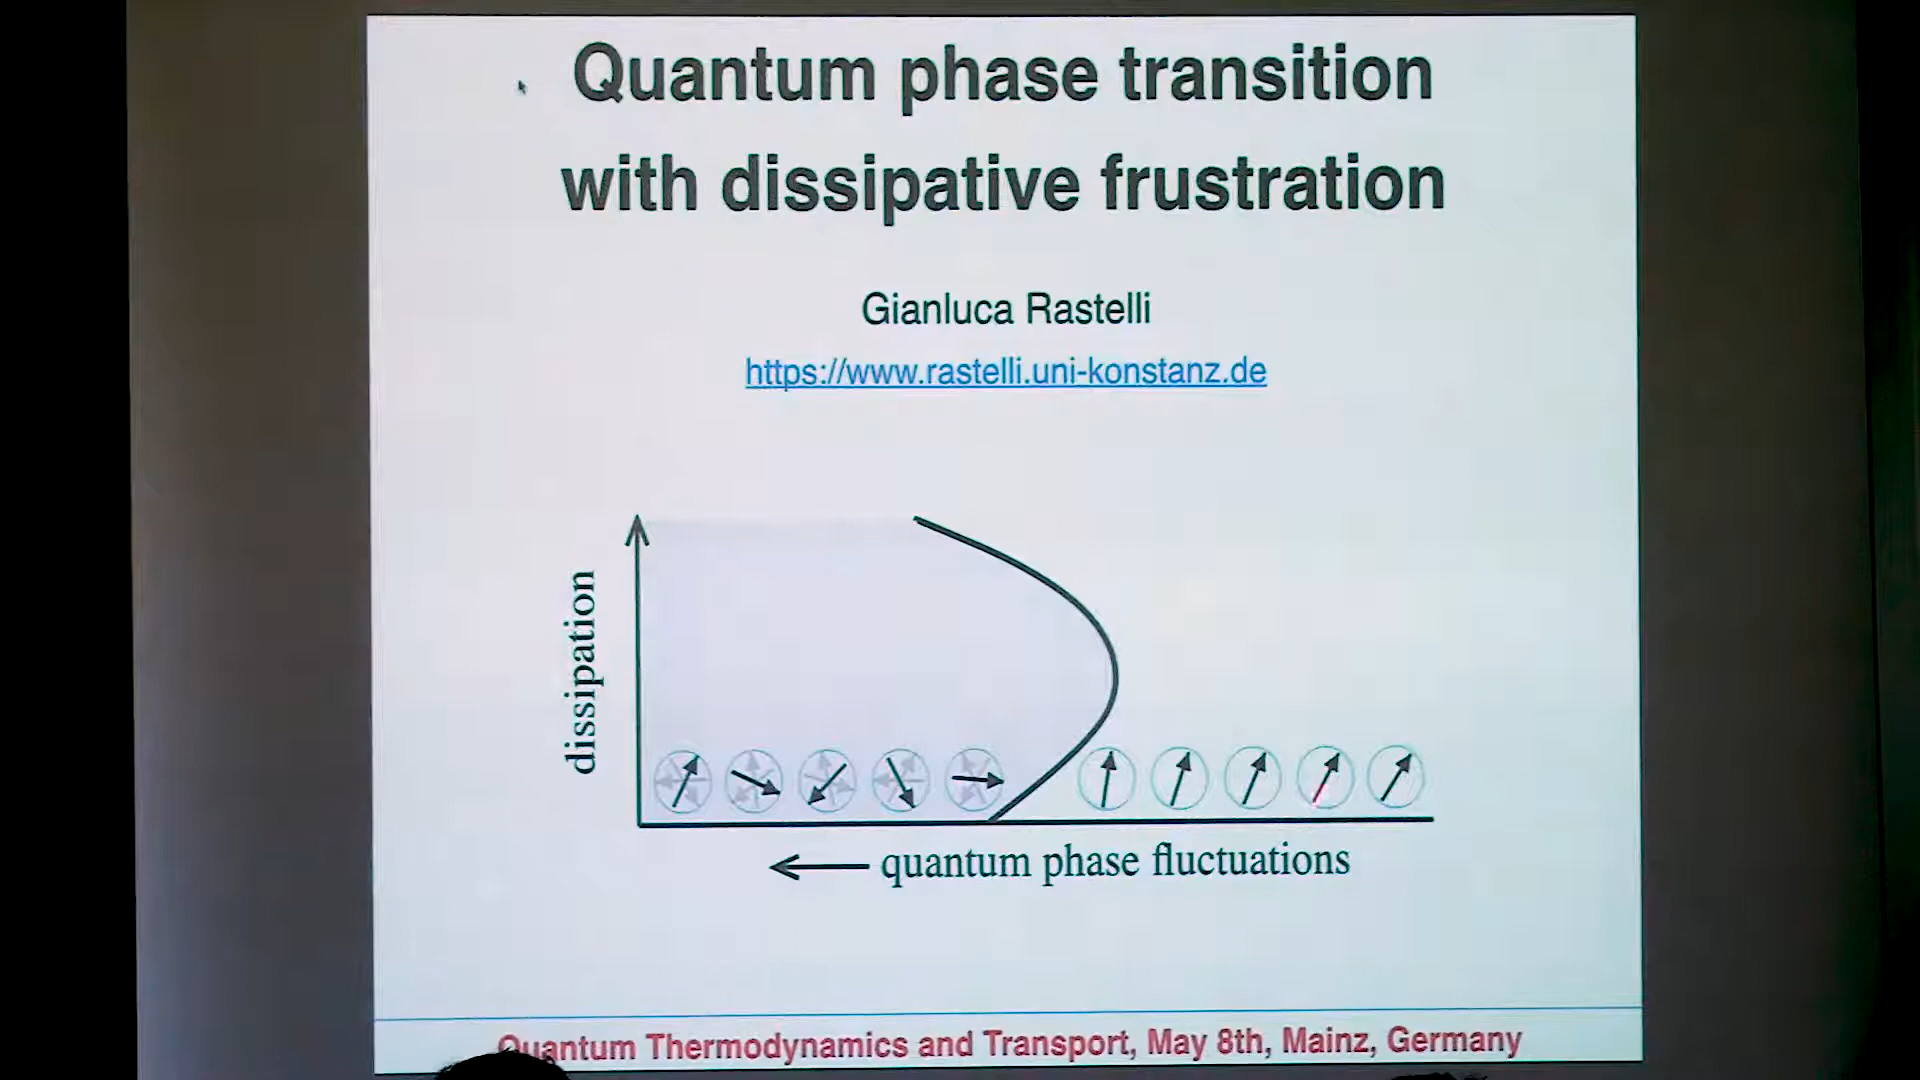 Quantum phase transition
with dissipative frustration
Gianluca Rastelli
https://www.rastelli.uni-konstanz.de
dissipation
quantum phase fluctuations
Quantum Thermodynamics and Transport, May 8th, Mainz, Germany